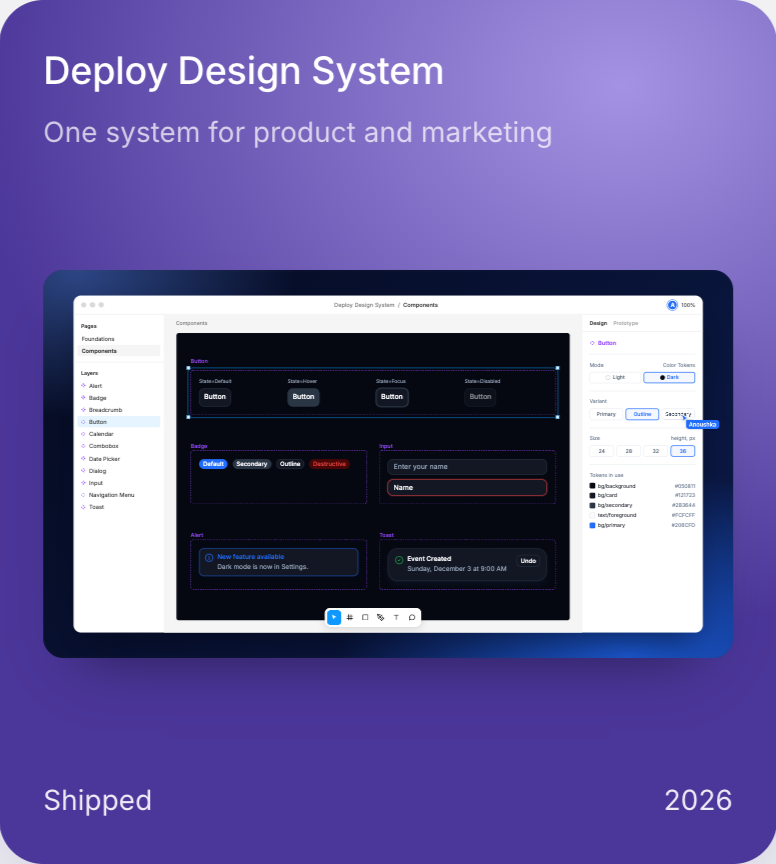 Deploy Design System
One system for product and marketing
Deploy Design System / Components
A
100%
Pages
Foundations
Components
Layers
Alert
Badge
Breadcrumb
Button
Calendar
Combobox
Date Picker
Dialog
Input
Navigation Menu
Toast
Components
Button
State=Default
State=Hover
State=Focus
State=Disabled
Button
Button
Button
Button
Badge
Default
Secondary
Outline
Destructive
Input
Enter your name
Name
Alert
New feature available
Dark mode is now in Settings.
Toast
Event Created
Sunday, December 3 at 9:00 AM
Undo
T
Design
Prototype
Button
Mode
Color Tokens
Light
Dark
Variant
Primary
Outline
Secondary
Anoushka
Size
height, px
24
28
32
36
Tokens in use
bg/background
bg/card
#121723
bg/secondary
#2B3644
text/foreground
#FCFCFF
bg/primary
Shipped
2026